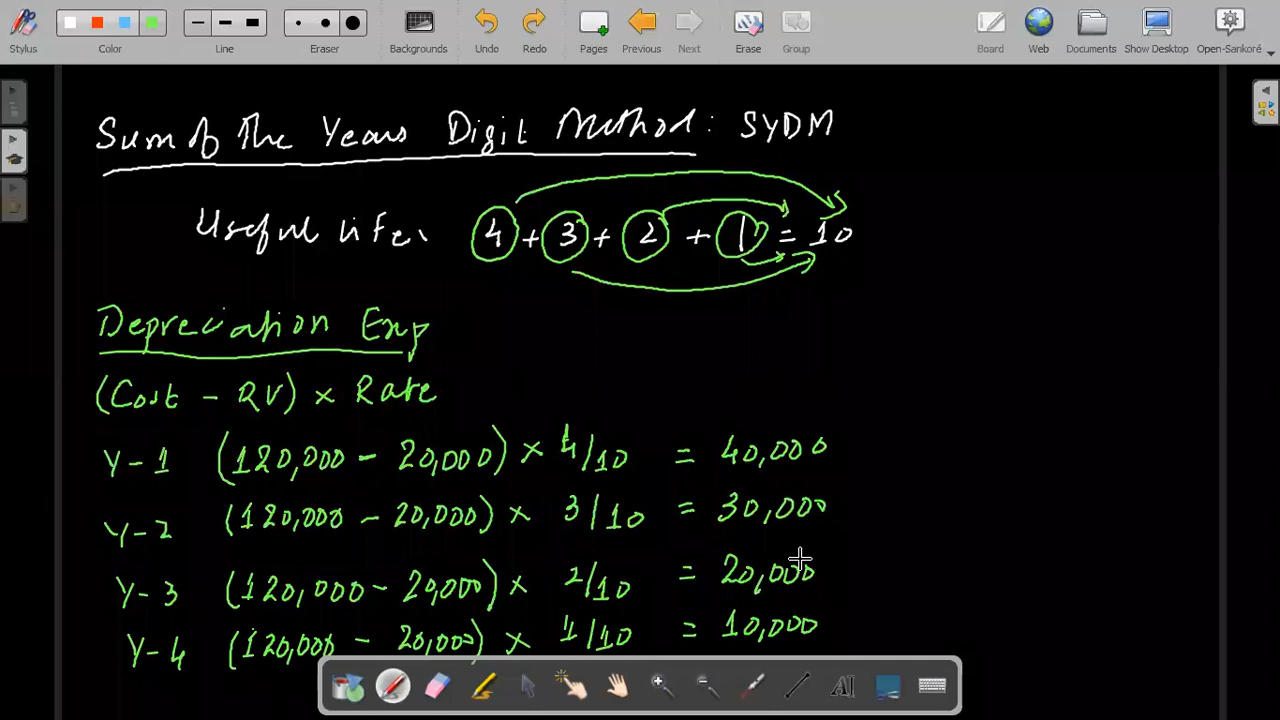 Stylus Color Line Eraser Backgrounds Undo Redo Pages Previous Next Erase Group Board Web Documents Show Desktop Open-Sankoré
Sum of The Years Digit Method: SYDM
Useful Life: 4 + 3 + 2 + 1 = 10
Depreciation Exp
(Cost - RV) × Rate
Y-1 (120,000 - 20,000) × 4/10 = 40,000
Y-2 (120,000 - 20,000) × 3/10 = 30,000
Y-3 (120,000 - 20,000) × 2/10 = 20,000
Y-4 (120,000 - 20,000) × 1/10 = 10,000
AI